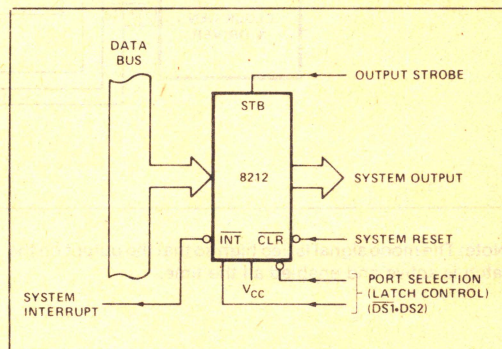 DATA
BUS
OUTPUT STROBE
STB
8212
SYSTEM OUTPUT
INT CLR
SYSTEM RESET
SYSTEM
INTERRUPT
VCC
PORT SELECTION
(LATCH CONTROL)
(D̅S̅1̅•DS2)